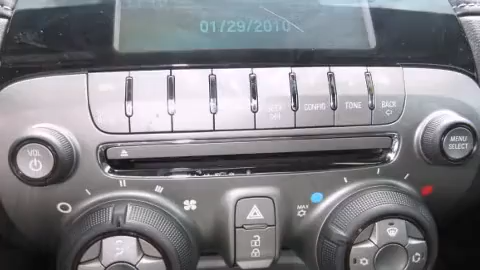 01/29/2010
CONFIG TONE BACK
VOL
MENU
SELECT
MAX